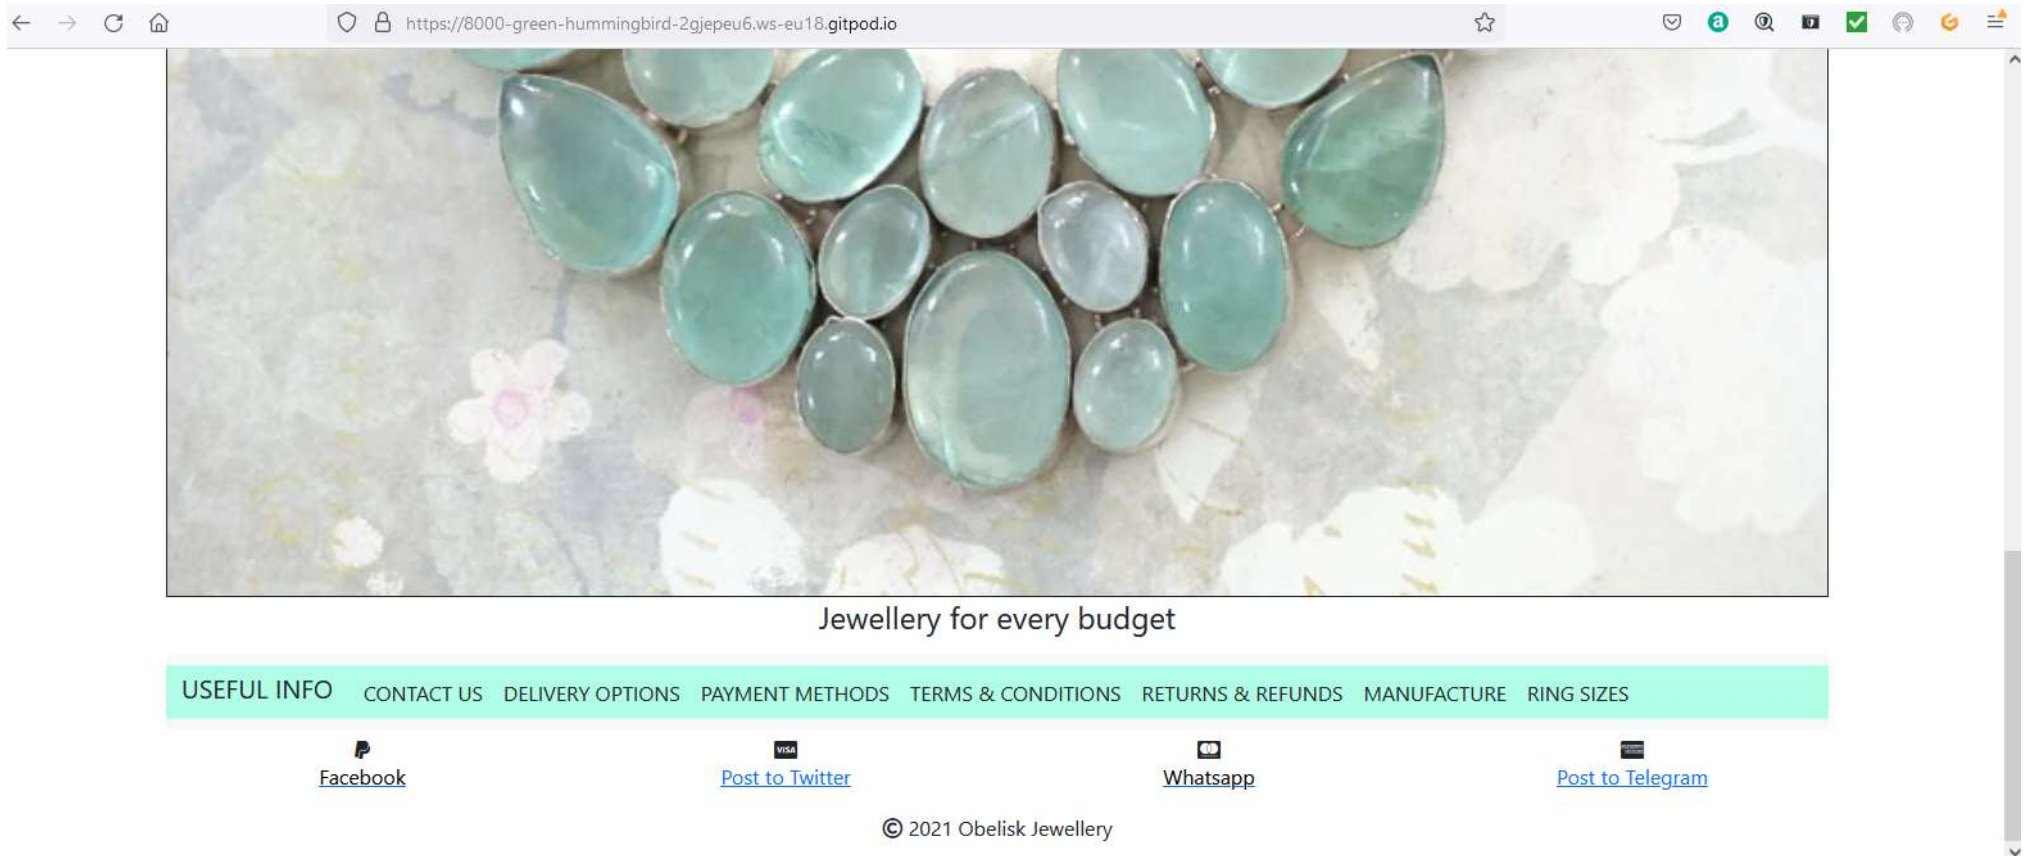 https://8000-green-hummingbird-2gjepeu6.ws-eu18.gitpod.io
Jewellery for every budget
USEFUL INFO CONTACT US DELIVERY OPTIONS PAYMENT METHODS TERMS & CONDITIONS RETURNS & REFUNDS MANUFACTURE RING SIZES
VISA
Facebook Post to Twitter Whatsapp Post to Telegram
© 2021 Obelisk Jewellery